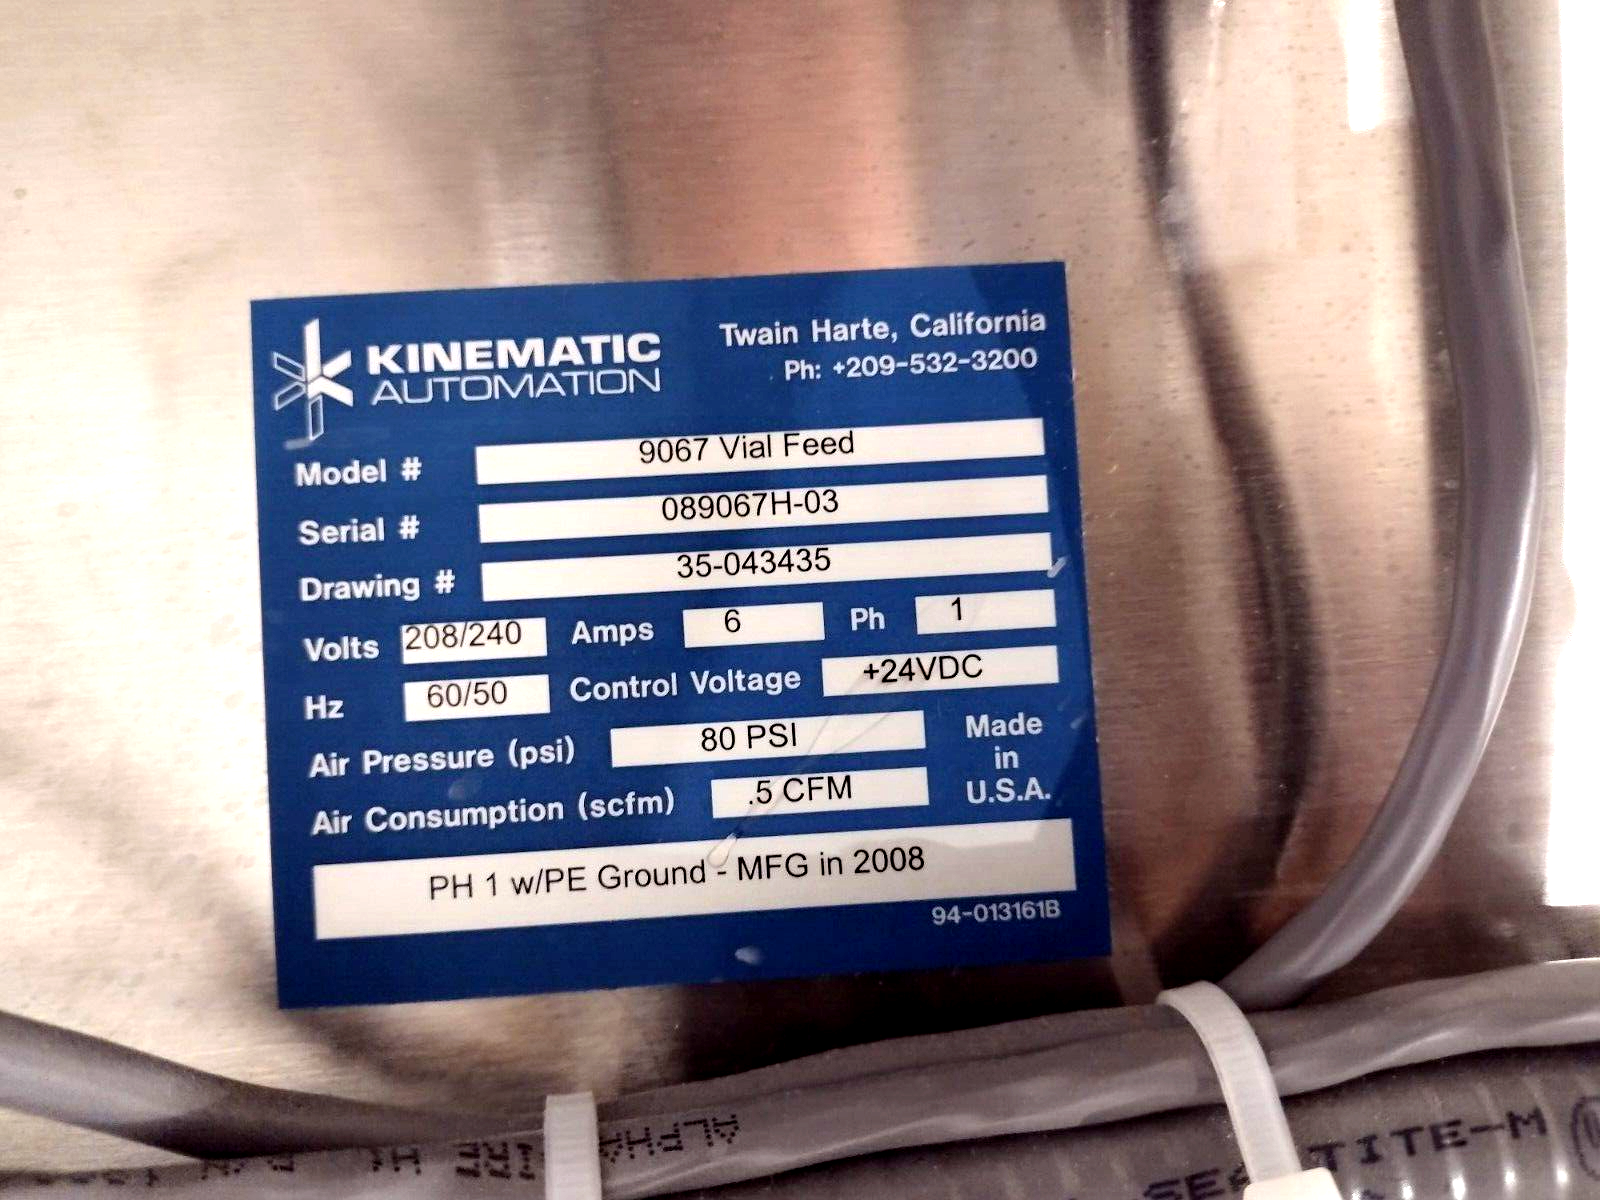 KINEMATIC
AUTOMATION
Twain Harte, California
Ph: +209-532-3200
Model # 9067 Vial Feed
Serial # 089067H-03
Drawing # 35-043435
Volts 208/240 Amps 6 Ph 1
Hz 60/50 Control Voltage +24VDC
Air Pressure (psi) 80 PSI
Air Consumption (scfm) .5 CFM
Made
in
U.S.A.
PH 1 w/PE Ground - MFG in 2008
94-013161B